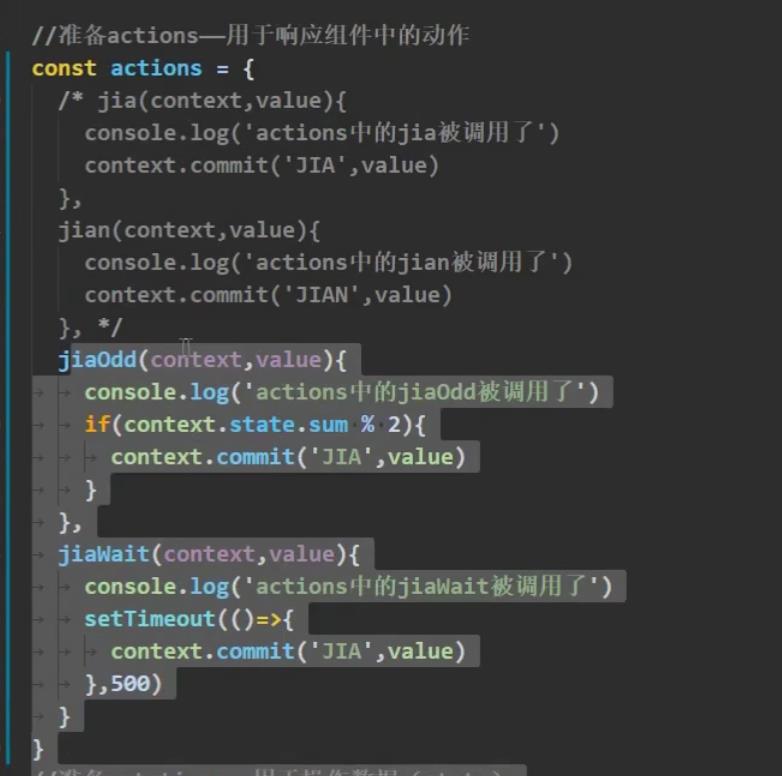 //准备actions——用于响应组件中的动作
const actions = {
/* jia(context,value){
console.log('actions中的jia被调用了')
context.commit('JIA',value)
},
jian(context,value){
console.log('actions中的jian被调用了')
context.commit('JIAN',value)
}, */
jiaOdd(context,value){
console.log('actions中的jiaOdd被调用了')
if(context.state.sum % 2){
context.commit('JIA',value)
}
},
jiaWait(context,value){
console.log('actions中的jiaWait被调用了')
setTimeout(()=>{
context.commit('JIA',value)
},500)
}
}